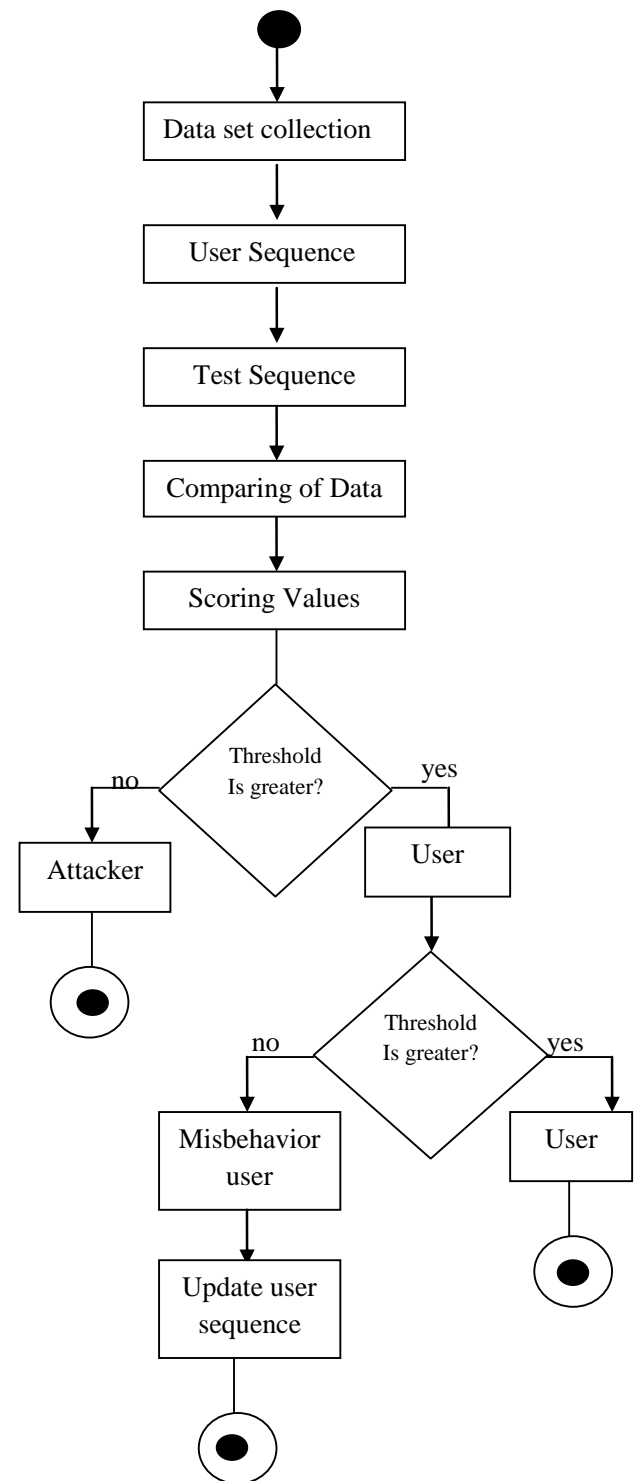 Data set collection
User Sequence
Test Sequence
Comparing of Data
Scoring Values
Threshold
Is greater?
no
yes
Attacker
User
Threshold
Is greater?
no
yes
Misbehavior
user
User
Update user
sequence